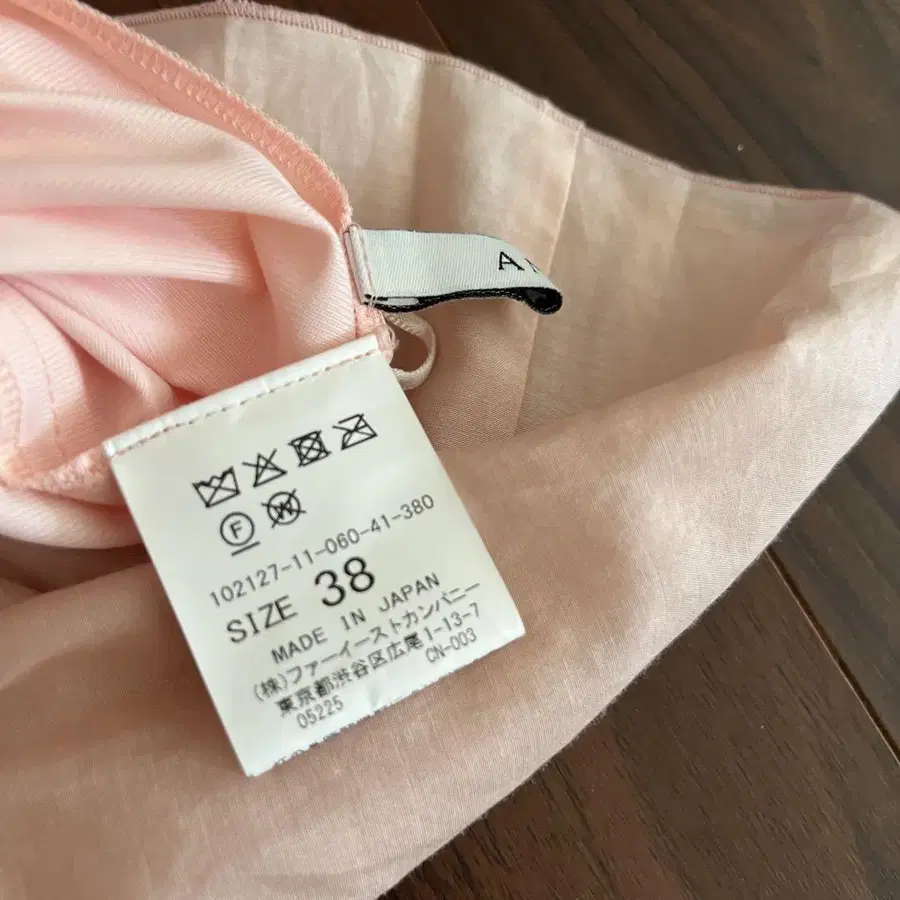 A
F
W
102127-11-060-41-380
SIZE 38
MADE IN JAPAN
(株)ファーイーストカンパニー
東京都渋谷区広尾1-13-7
05225 CN-003